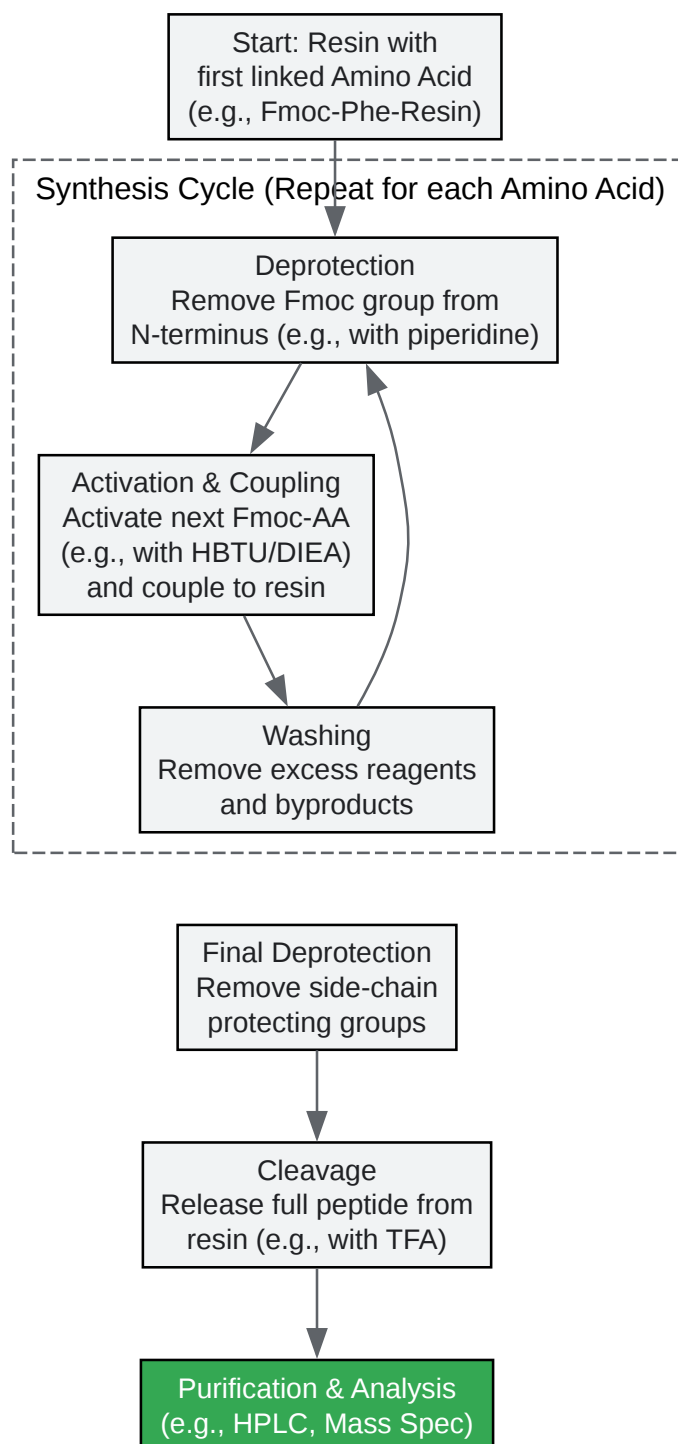 Start: Resin with
first linked Amino Acid
(e.g., Fmoc-Phe-Resin)
Synthesis Cycle (Repeat for each Amino Acid)
Deprotection
Remove Fmoc group from
N-terminus (e.g., with piperidine)
Activation & Coupling
Activate next Fmoc-AA
(e.g., with HBTU/DIEA)
and couple to resin
Washing
Remove excess reagents
and byproducts
Final Deprotection
Remove side-chain
protecting groups
Cleavage
Release full peptide from
resin (e.g., with TFA)
Purification & Analysis
(e.g., HPLC, Mass Spec)